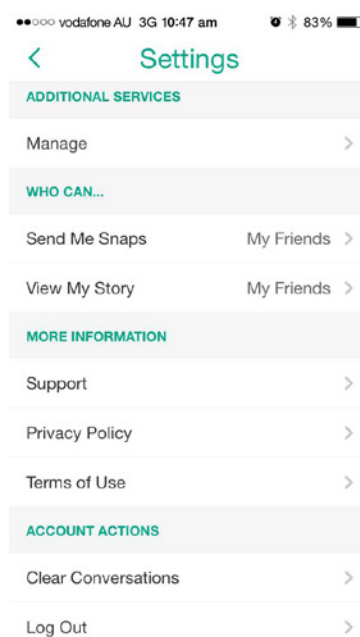 vodafone AU 3G 10:47 am 83%
Settings
ADDITIONAL SERVICES
Manage
WHO CAN...
Send Me Snaps My Friends
View My Story My Friends
MORE INFORMATION
Support
Privacy Policy
Terms of Use
ACCOUNT ACTIONS
Clear Conversations
Log Out